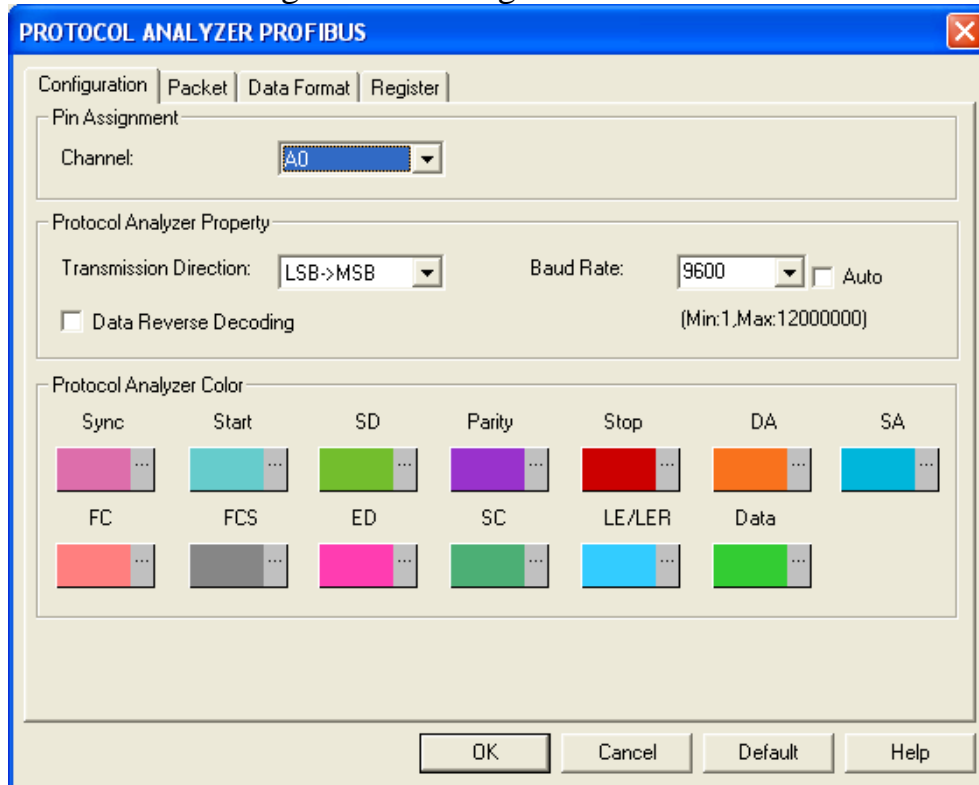 PROTOCOL ANALYZER PROFIBUS
Configuration Packet Data Format Register
Pin Assignment
Channel: A0
Protocol Analyzer Property
Transmission Direction: LSB->MSB Baud Rate: 9600 Auto
Data Reverse Decoding (Min:1,Max:12000000)
Protocol Analyzer Color
Sync Start SD Parity Stop DA SA
... ... ... ... ... ... ...
FC FCS ED SC LE/LER Data
... ... ... ... ... ...
OK Cancel Default Help